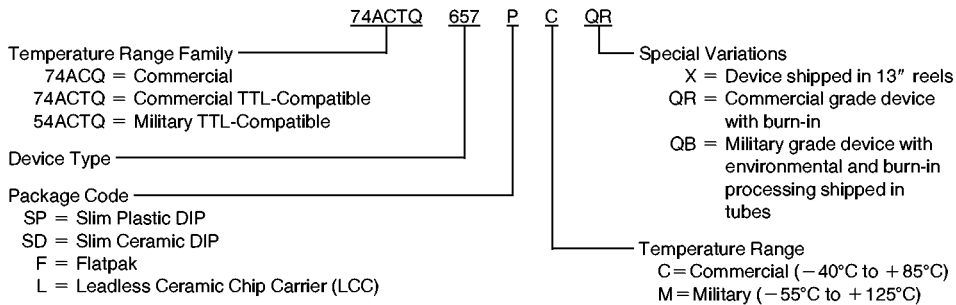 74ACTQ 657 P C QR
Temperature Range Family
74ACQ = Commercial
74ACTQ = Commercial TTL-Compatible
54ACTQ = Military TTL-Compatible
Device Type
Package Code
SP = Slim Plastic DIP
SD = Slim Ceramic DIP
F = Flatpak
L = Leadless Ceramic Chip Carrier (LCC)
Special Variations
X = Device shipped in 13″ reels
QR = Commercial grade device
with burn-in
QB = Military grade device with
environmental and burn-in
processing shipped in
tubes
Temperature Range
C = Commercial (−40°C to +85°C)
M = Military (−55°C to +125°C)